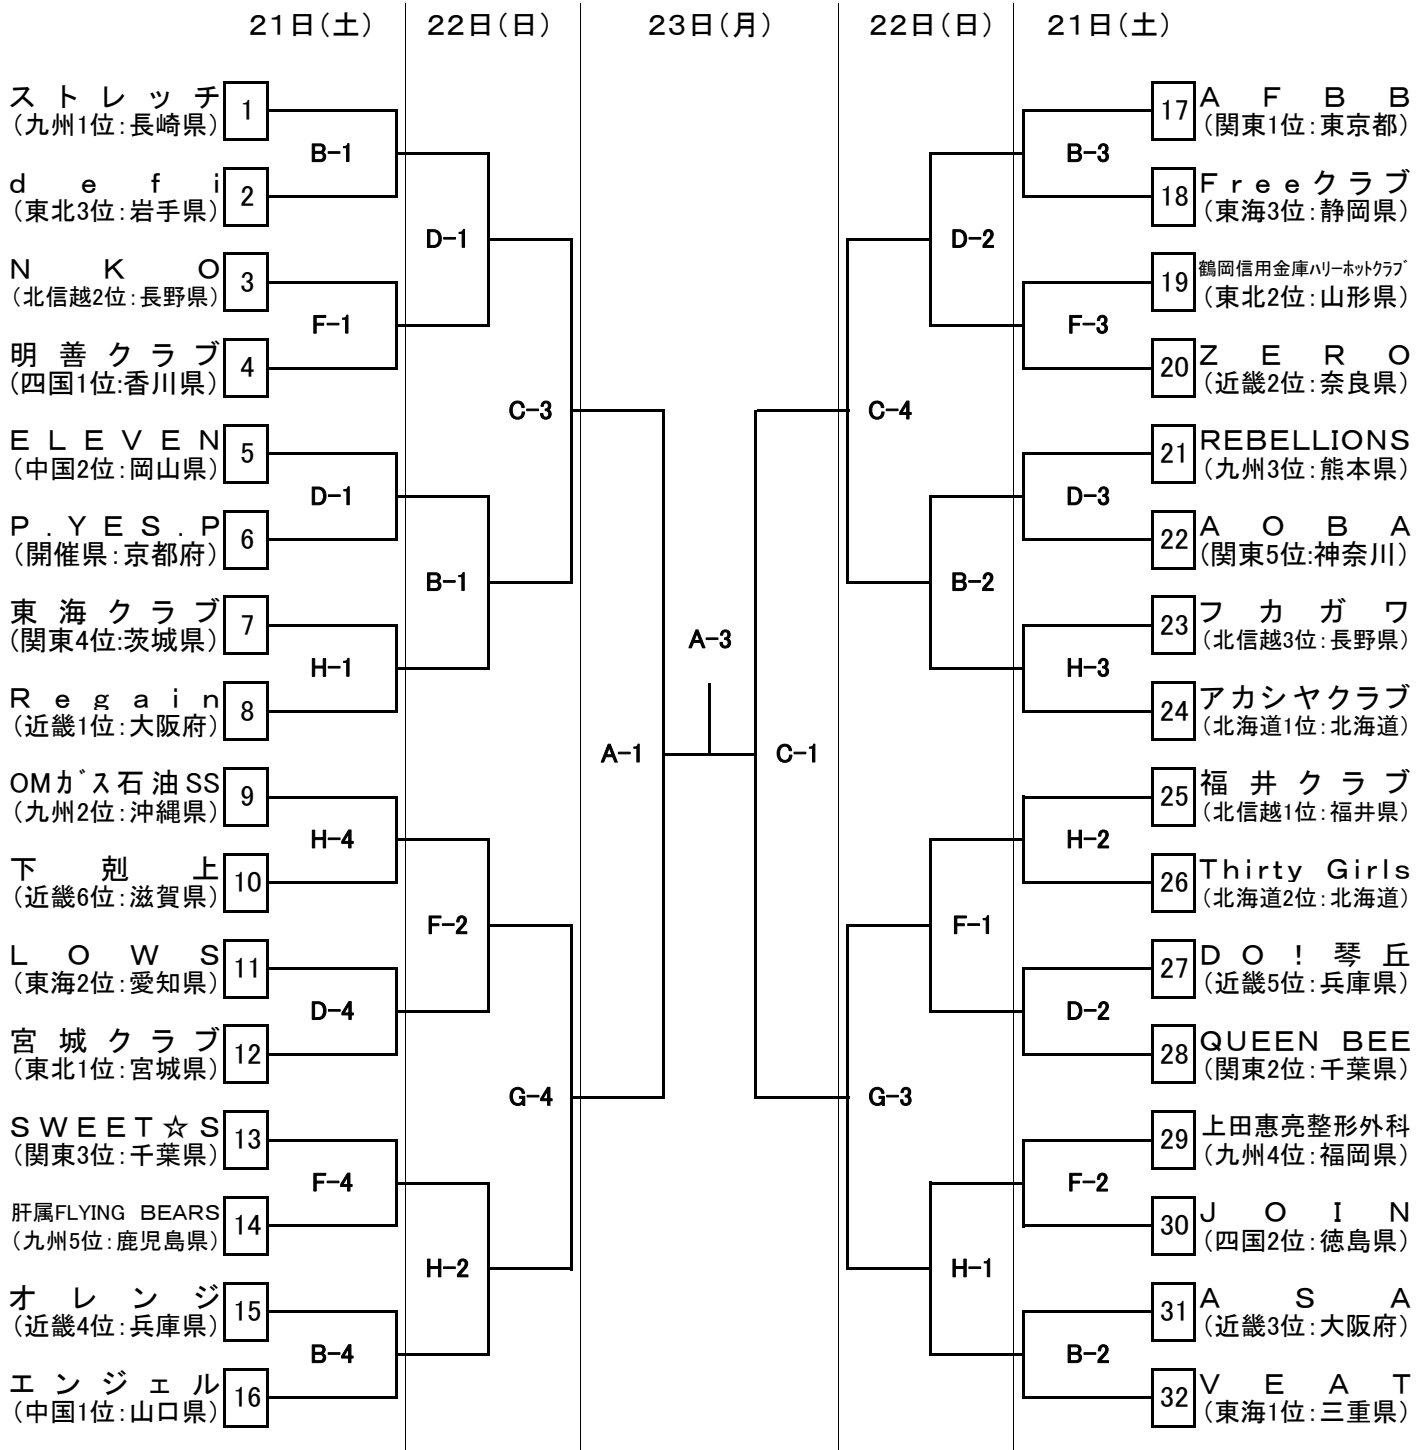 21日(土) 22日(日) 23日(月) 22日(日) 21日(土)
ストレッチ
(九州1位:長崎県)
1
defi
(東北3位:岩手県)
2
NKO
(北信越2位:長野県)
3
明善クラブ
(四国1位:香川県)
4
ELEVEN
(中国2位:岡山県)
5
P.YES.P
(開催県:京都府)
6
東海クラブ
(関東4位:茨城県)
7
Regain
(近畿1位:大阪府)
8
OMガス石油SS
(九州2位:沖縄県)
9
下剋上
(近畿6位:滋賀県)
10
LOWS
(東海2位:愛知県)
11
宮城クラブ
(東北1位:宮城県)
12
SWEET☆S
(関東3位:千葉県)
13
肝属FLYING BEARS
(九州5位:鹿児島県)
14
オレンジ
(近畿4位:兵庫県)
15
エンジェル
(中国1位:山口県)
16
B-1
F-1
D-1
H-1
H-4
D-4
F-4
B-4
D-1
B-1
F-2
H-2
C-3
G-4
A-1
A-3
C-1
C-4
G-3
D-2
B-2
F-1
H-1
B-3
F-3
D-3
H-3
H-2
D-2
F-2
B-2
17
AFBB
(関東1位:東京都)
18
Freeクラブ
(東海3位:静岡県)
19
鶴岡信用金庫ハリーホットクラブ
(東北2位:山形県)
20
ZERO
(近畿2位:奈良県)
21
REBELLIONS
(九州3位:熊本県)
22
AOBA
(関東5位:神奈川)
23
フカガワ
(北信越3位:長野県)
24
アカシヤクラブ
(北海道1位:北海道)
25
福井クラブ
(北信越1位:福井県)
26
Thirty Girls
(北海道2位:北海道)
27
DO!琴丘
(近畿5位:兵庫県)
28
QUEEN BEE
(関東2位:千葉県)
29
上田恵亮整形外科
(九州4位:福岡県)
30
JOIN
(四国2位:徳島県)
31
ASA
(近畿3位:大阪府)
32
VEAT
(東海1位:三重県)